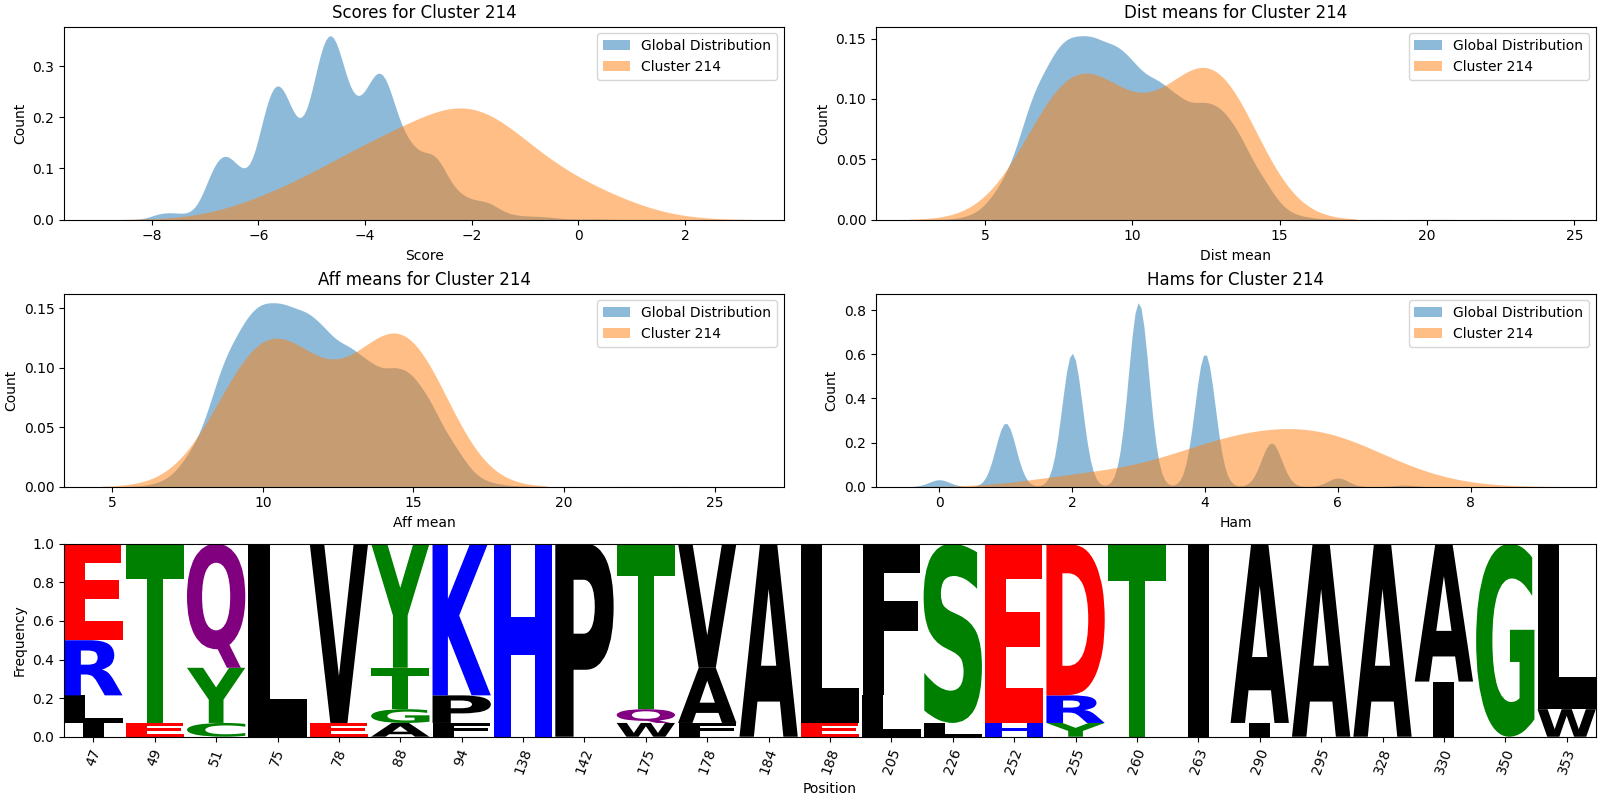 Scores for Cluster 214
Count
0.3
0.2
0.1
0.0
Global Distribution
Cluster 214
−8
−6
−4
−2
0
2
Score
Dist means for Cluster 214
Count
0.15
0.10
0.05
0.00
Global Distribution
Cluster 214
5
10
15
20
25
Dist mean
Aff means for Cluster 214
Count
0.15
0.10
0.05
0.00
Global Distribution
Cluster 214
5
10
15
20
25
Aff mean
Hams for Cluster 214
Count
0.8
0.6
0.4
0.2
0.0
Global Distribution
Cluster 214
0
2
4
6
8
Ham
Frequency
1.0
0.8
0.6
0.4
0.2
0.0
E T Q L V Y K H P T V A L F S E D T I A A A A G L
R Y T P Q A R W
C G W Y
A
47 49 51 75 78 88 94 138 142 175 178 184 188 205 226 252 253 260 263 290 295 328 330 350 353
Position